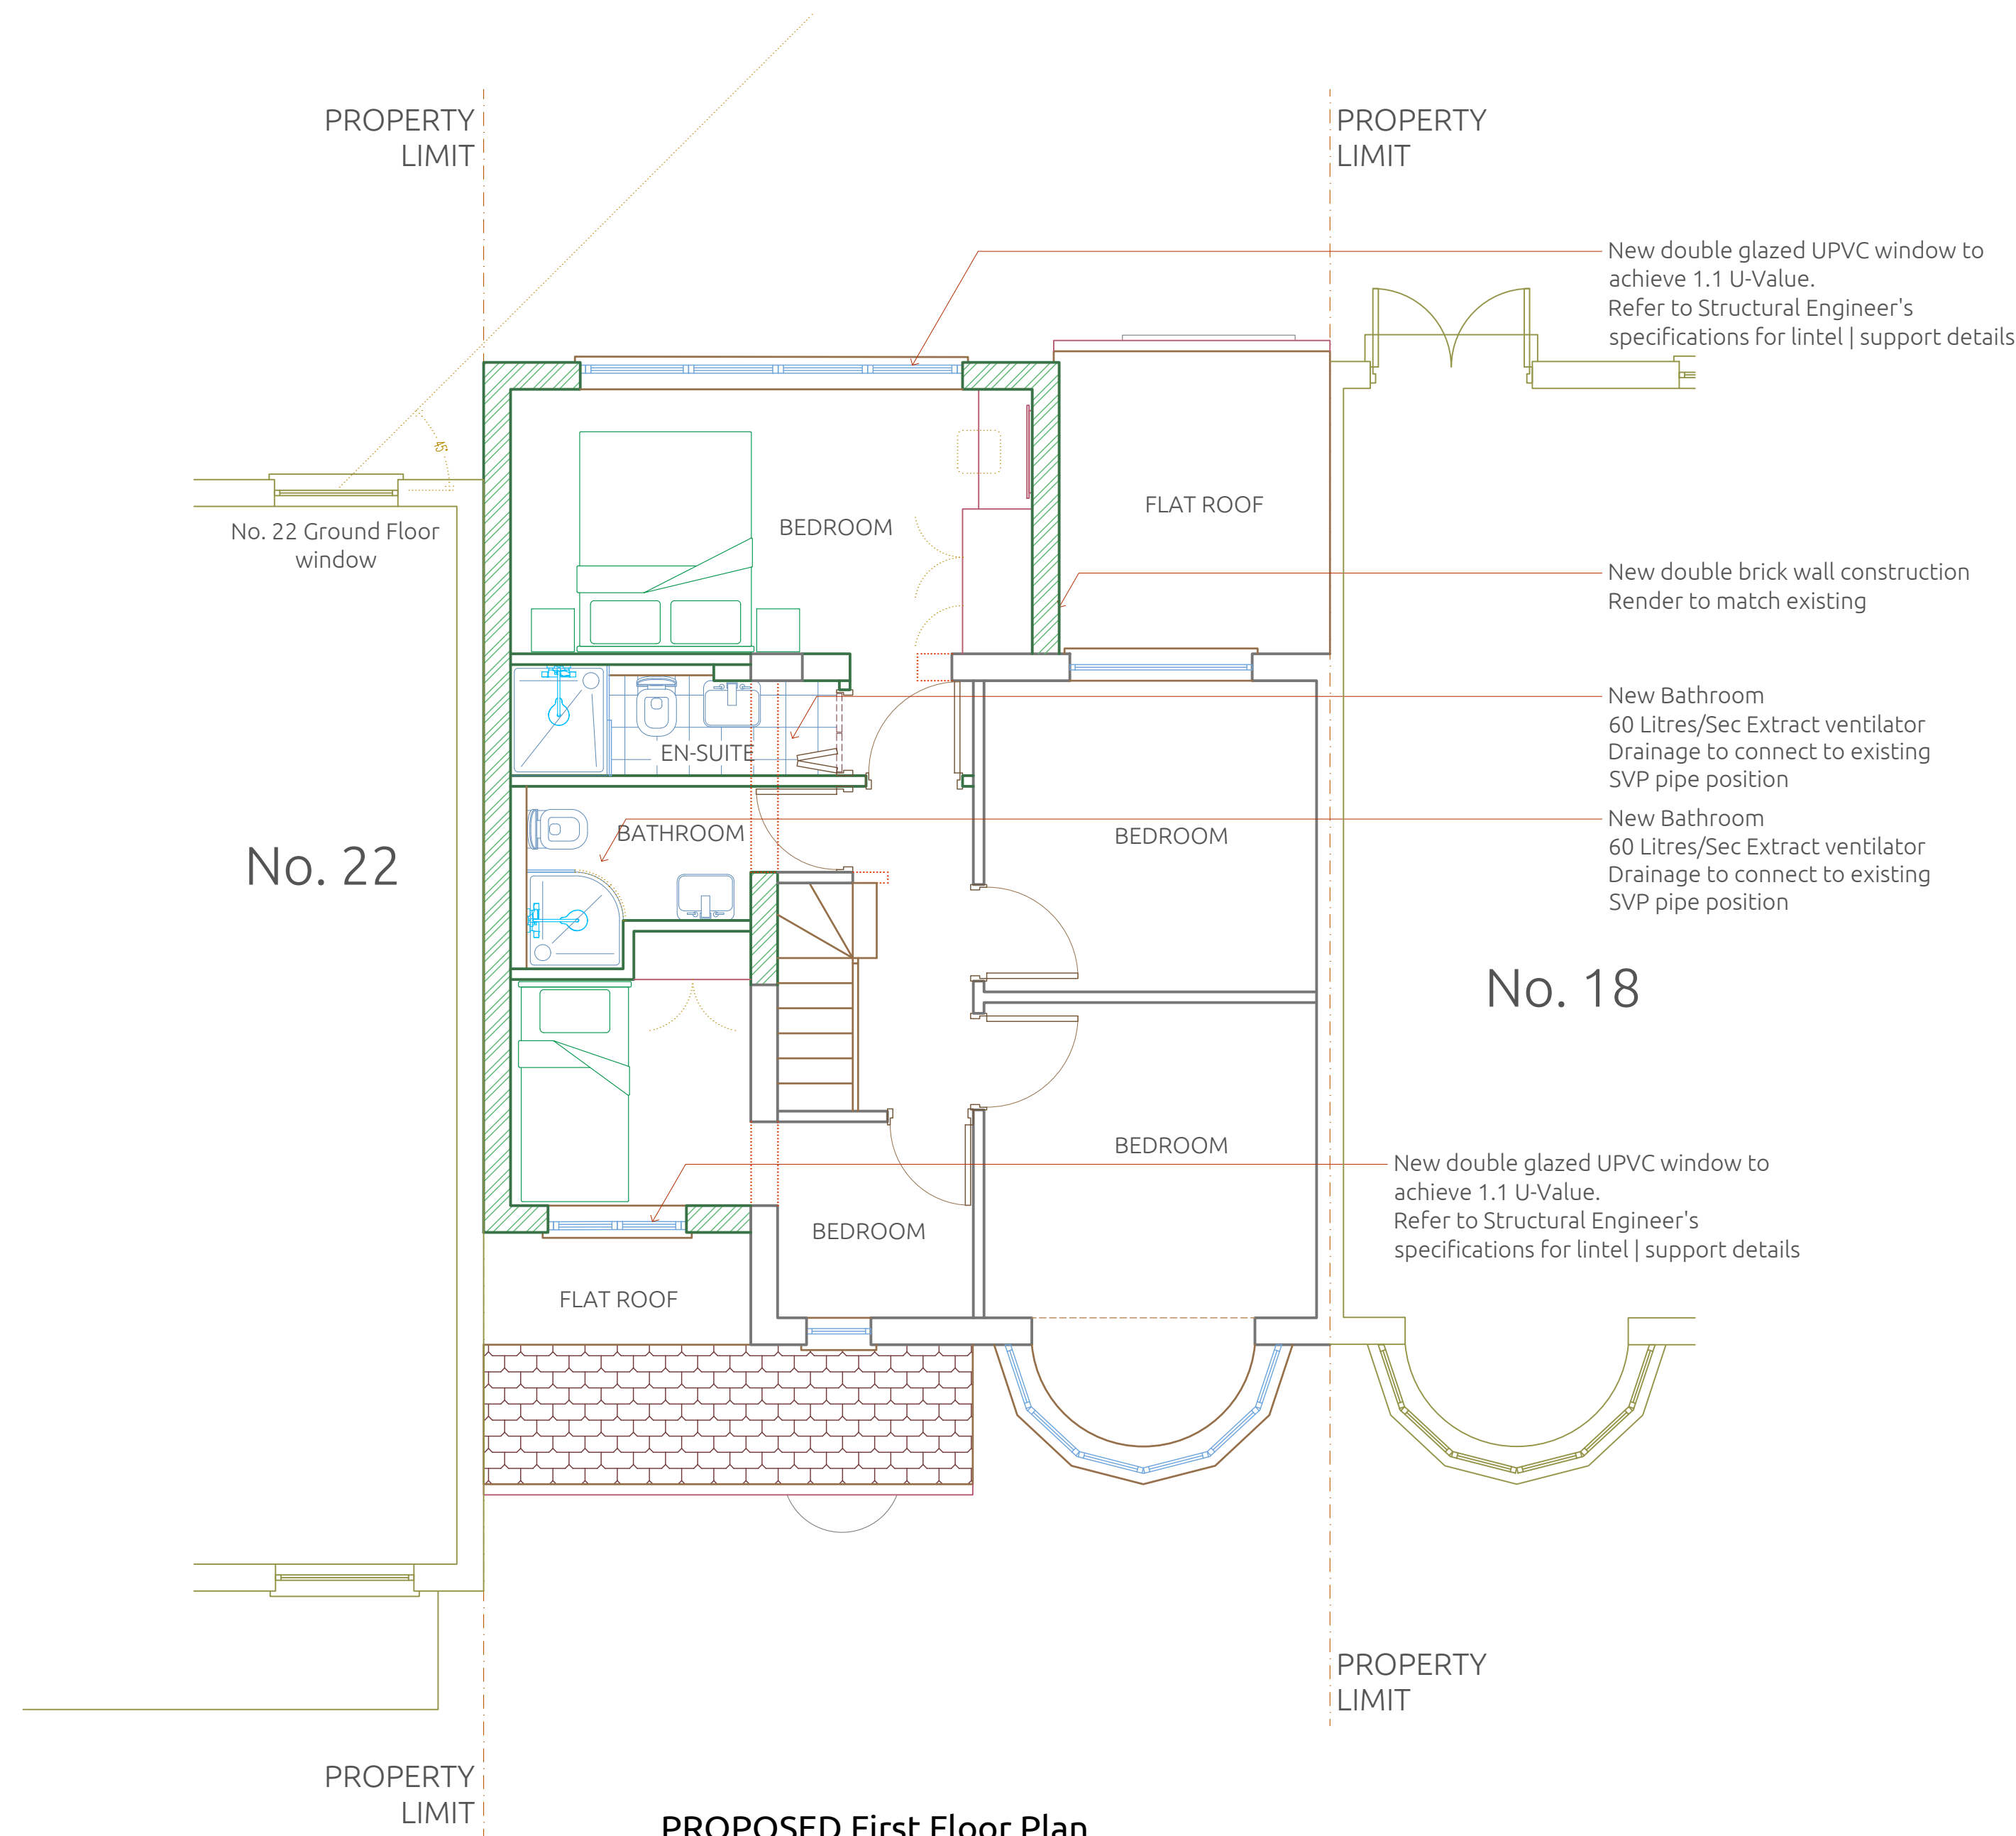 PROPERTY
LIMIT
PROPERTY
LIMIT
New double glazed UPVC window to
achieve 1.1 U-Value.
Refer to Structural Engineer's
specifications for lintel | support details
45°
No. 22 Ground Floor
window
BEDROOM
FLAT ROOF
New double brick wall construction
Render to match existing
EN-SUITE
New Bathroom
60 Litres/Sec Extract ventilator
Drainage to connect to existing
SVP pipe position
BATHROOM
BEDROOM
New Bathroom
60 Litres/Sec Extract ventilator
Drainage to connect to existing
SVP pipe position
No. 22
No. 18
BEDROOM
New double glazed UPVC window to
achieve 1.1 U-Value.
Refer to Structural Engineer's
specifications for lintel | support details
BEDROOM
FLAT ROOF
PROPERTY
LIMIT
PROPERTY
LIMIT
PROPOSED First Floor Plan